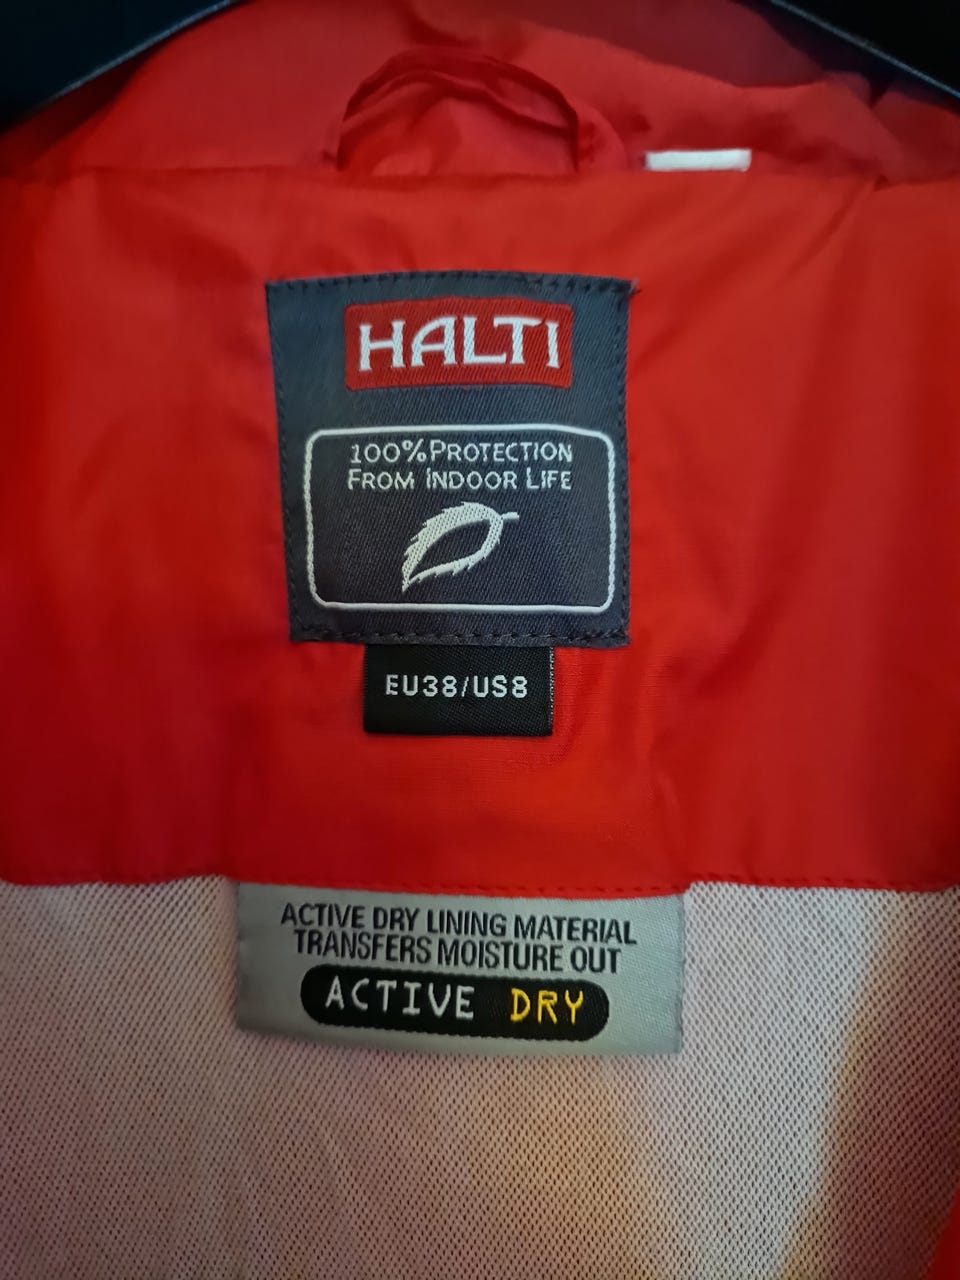 HALTI
100% PROTECTION
FROM INDOOR LIFE
EU38/US8
ACTIVE DRY LINING MATERIAL
TRANSFERS MOISTURE OUT
ACTIVE DRY